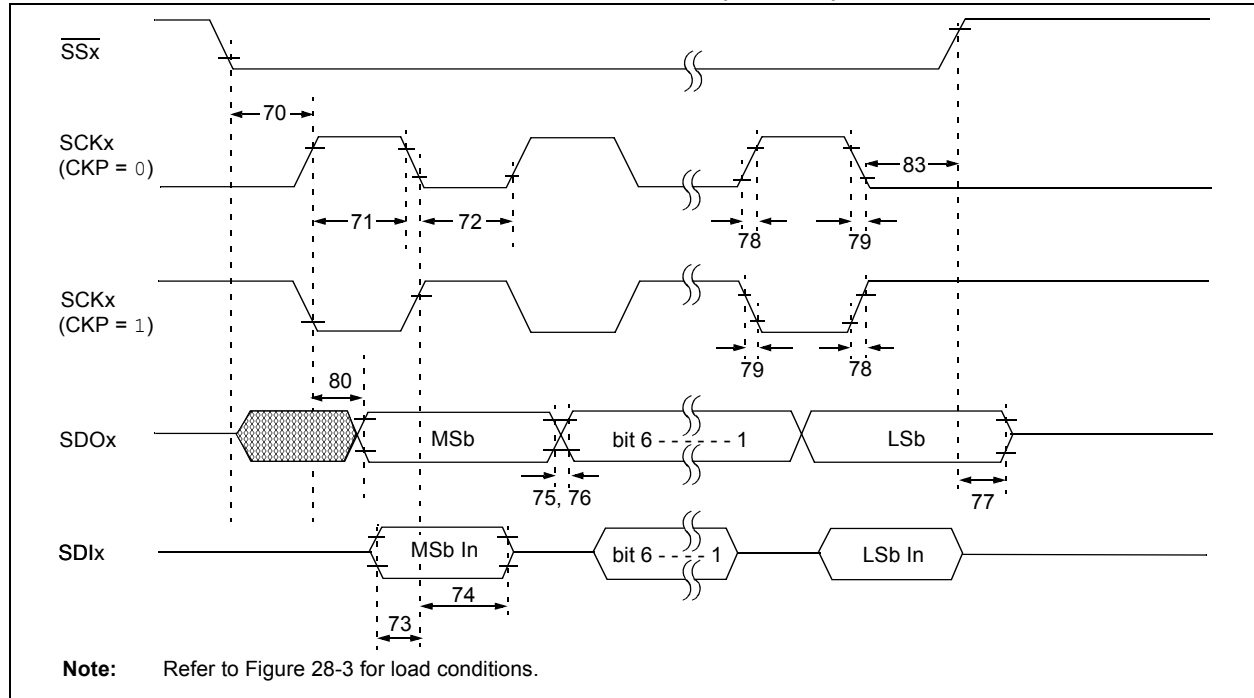 SSx
70
SCKx
(CKP = 0)
83
71
72
78
79
SCKx
(CKP = 1)
79
78
80
SDOx
MSb
bit 6 - - - - - - 1
LSb
75, 76
77
SDIx
MSb In
bit 6 - - - - 1
LSb In
74
73
Note: Refer to Figure 28-3 for load conditions.